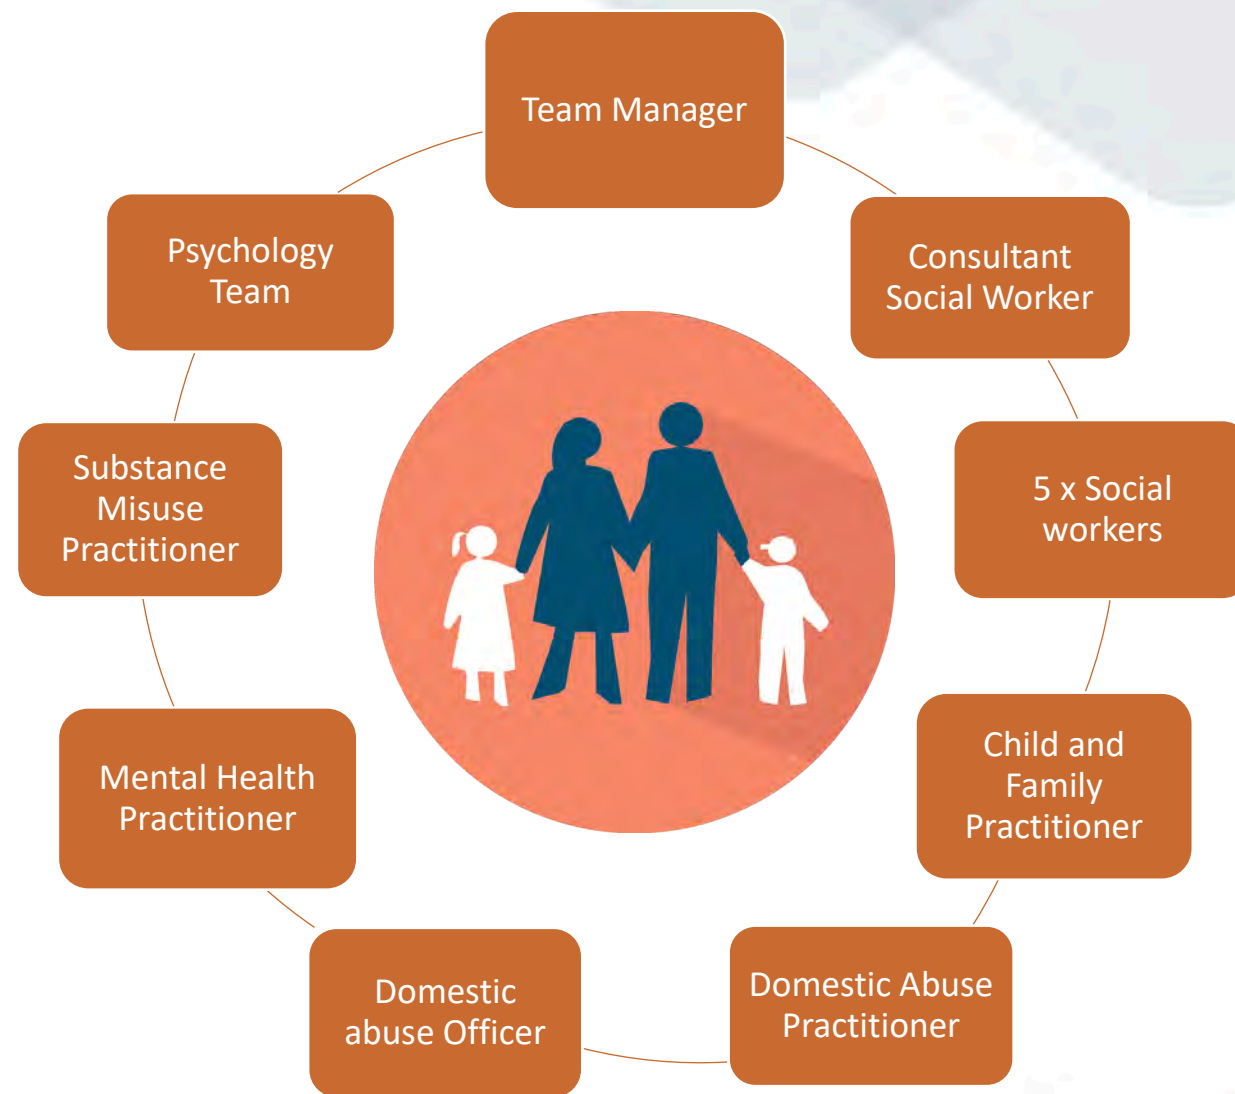 Team Manager
Consultant
Social Worker
5 x Social
workers
Child and
Family
Practitioner
Domestic Abuse
Practitioner
Domestic
abuse Officer
Mental Health
Practitioner
Substance
Misuse
Practitioner
Psychology
Team